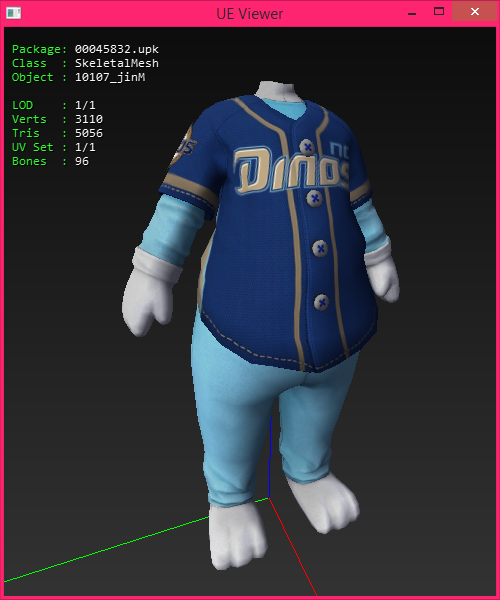 UE Viewer
Package: 00045832.upk
Class  : SkeletalMesh
Object : 10107_jinM
LOD    : 1/1
Verts  : 3110
Tris   : 5056
UV Set : 1/1
Bones  : 96
nc
Dinos